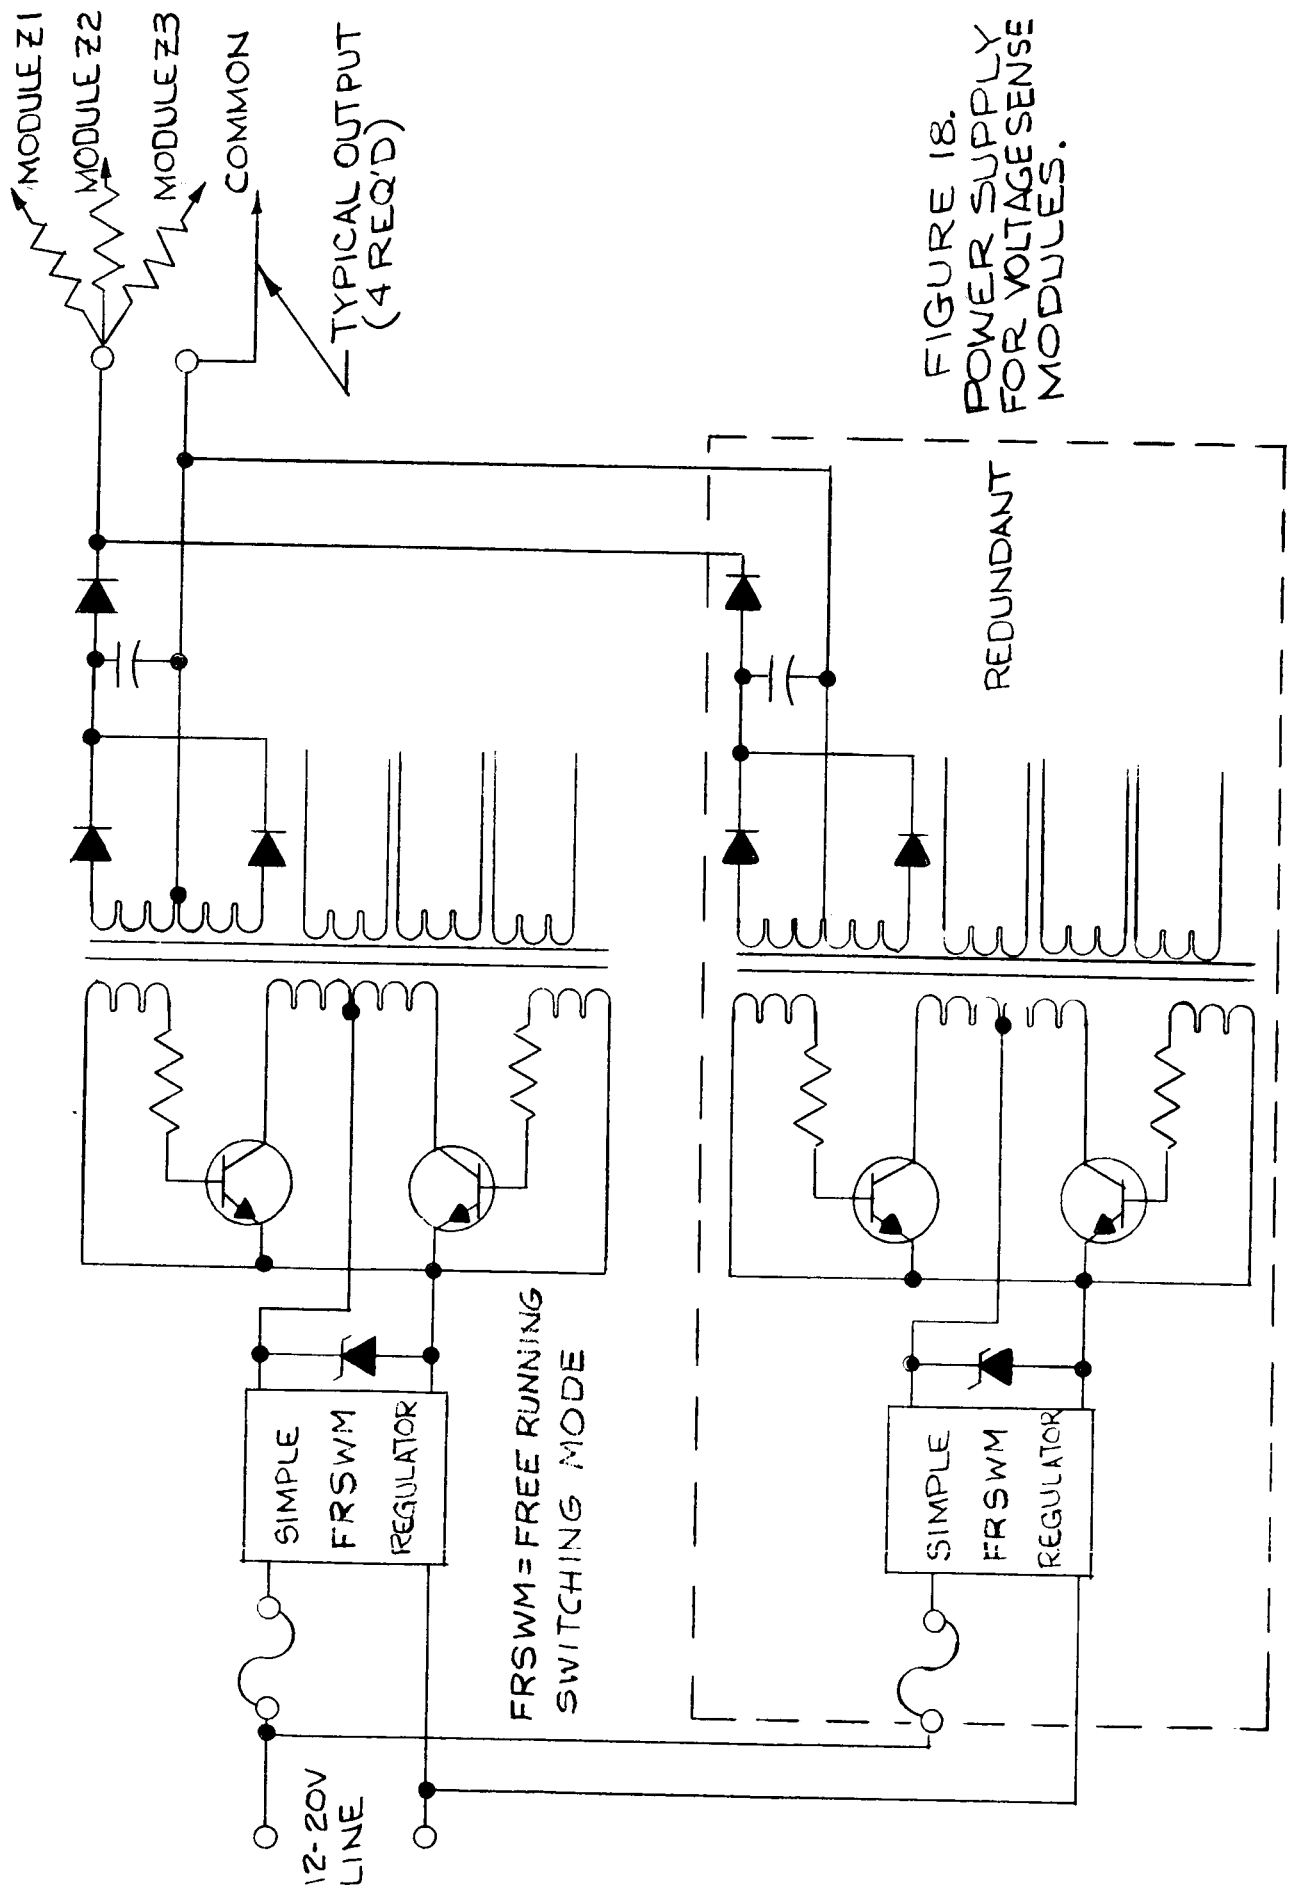 MODULE Z1
MODULE Z2
MODULE Z3
COMMON
TYPICAL OUTPUT
(4 REQ'D)
12-20V
LINE
SIMPLE
FRSWM
REGULATOR
FRSWM = FREE RUNNING
SWITCHING MODE
SIMPLE
FRSWM
REGULATOR
REDUNDANT
FIGURE 18.
POWER SUPPLY
FOR VOLTAGE SENSE
MODULES.